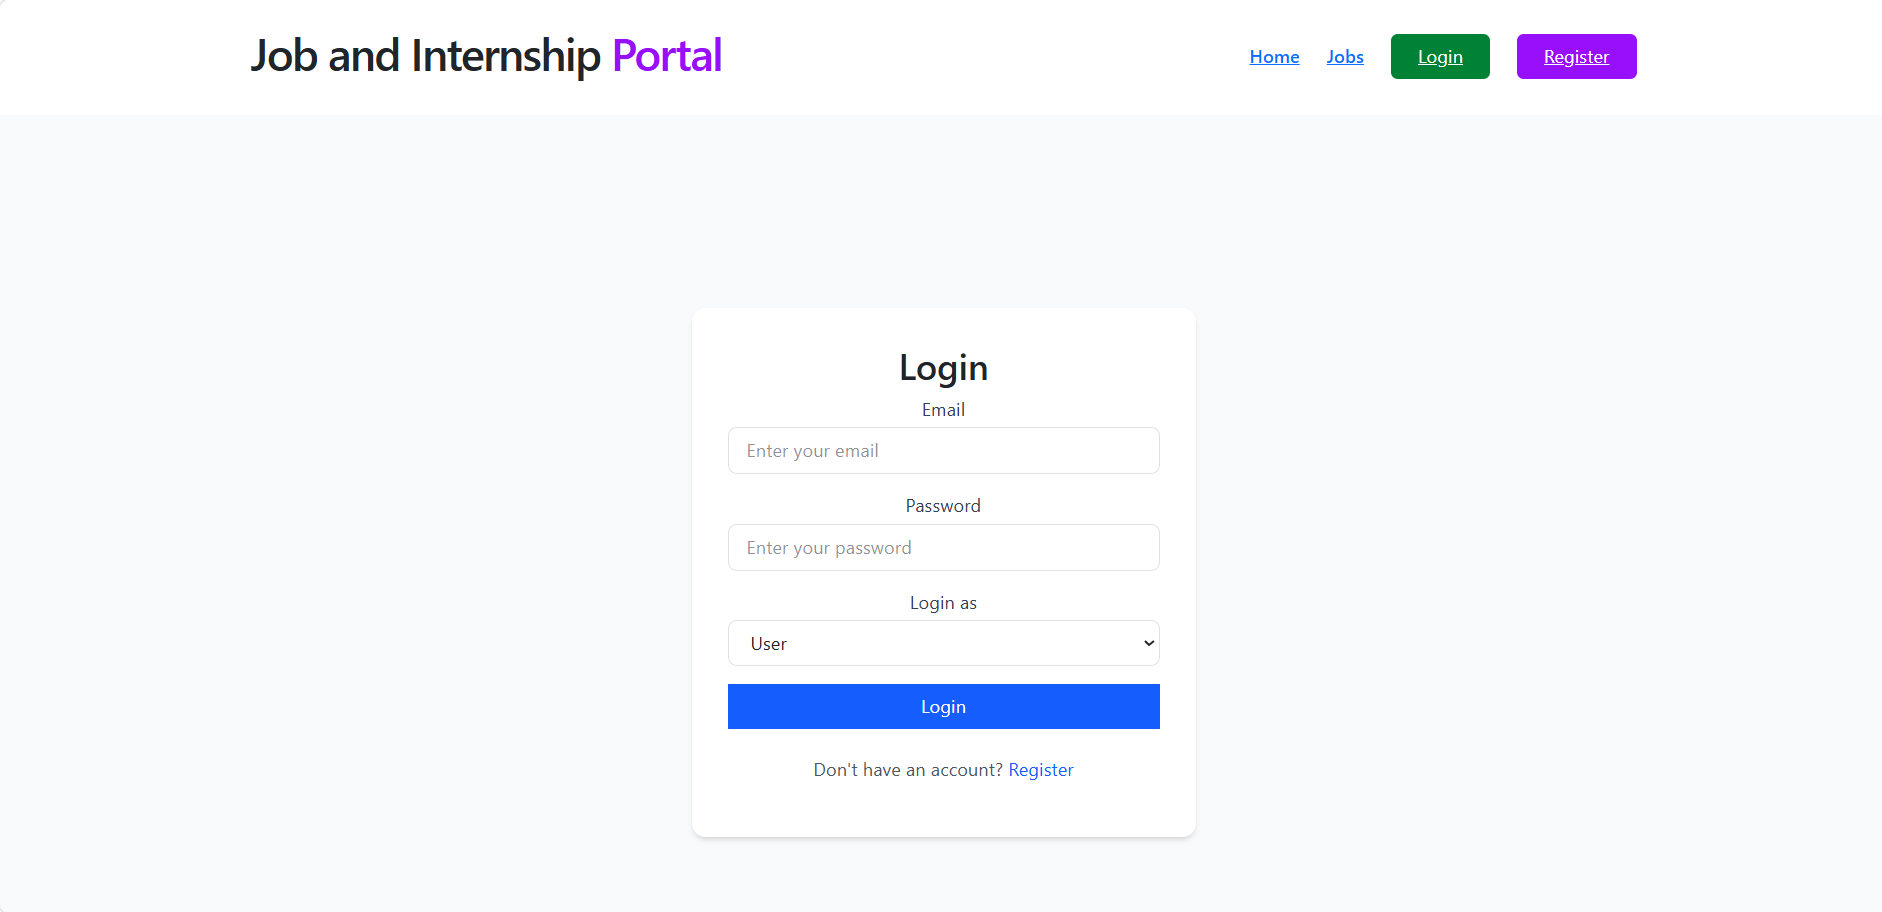 Job and Internship Portal
Home Jobs Login Register
Login
Email
Enter your email
Password
Enter your password
Login as
User
Login
Don't have an account? Register